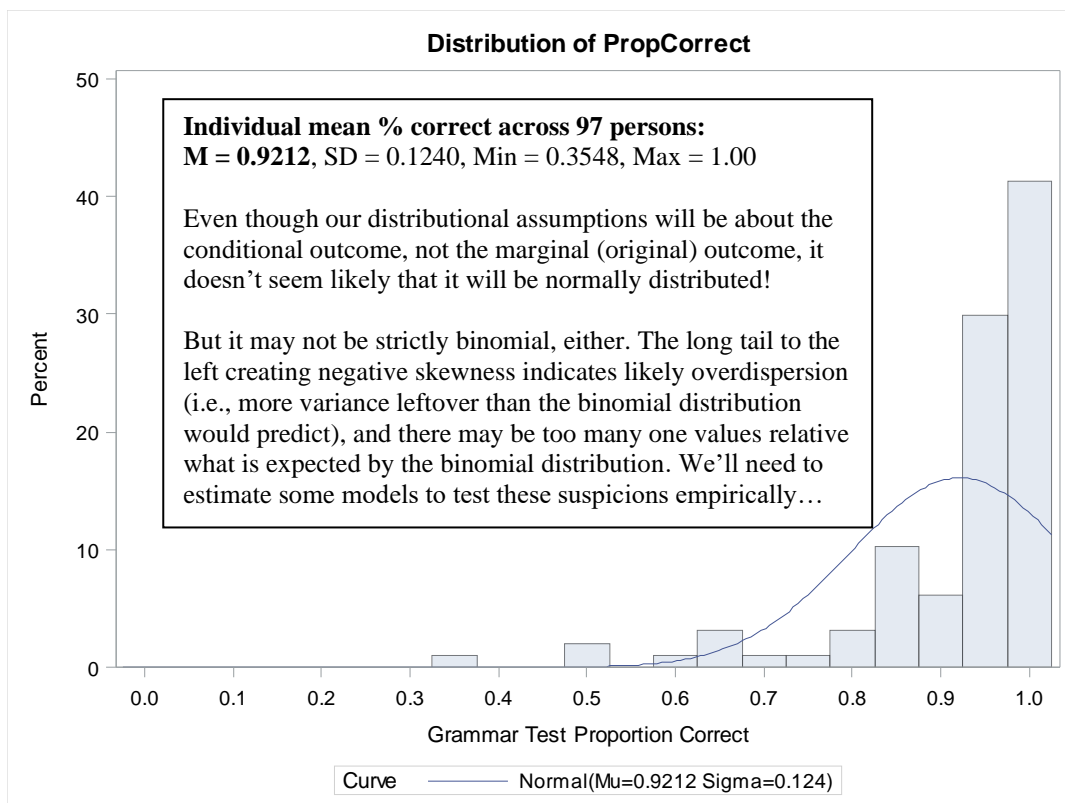 Distribution of PropCorrect
50
40
30
20
10
0
Percent
Individual mean % correct across 97 persons:
M = 0.9212, SD = 0.1240, Min = 0.3548, Max = 1.00
Even though our distributional assumptions will be about the
conditional outcome, not the marginal (original) outcome, it
doesn’t seem likely that it will be normally distributed!
But it may not be strictly binomial, either. The long tail to the
left creating negative skewness indicates likely overdispersion
(i.e., more variance leftover than the binomial distribution
would predict), and there may be too many one values relative
what is expected by the binomial distribution. We’ll need to
estimate some models to test these suspicions empirically…
0.0 0.1 0.2 0.3 0.4 0.5 0.6 0.7 0.8 0.9 1.0
Grammar Test Proportion Correct
Curve Normal(Mu=0.9212 Sigma=0.124)